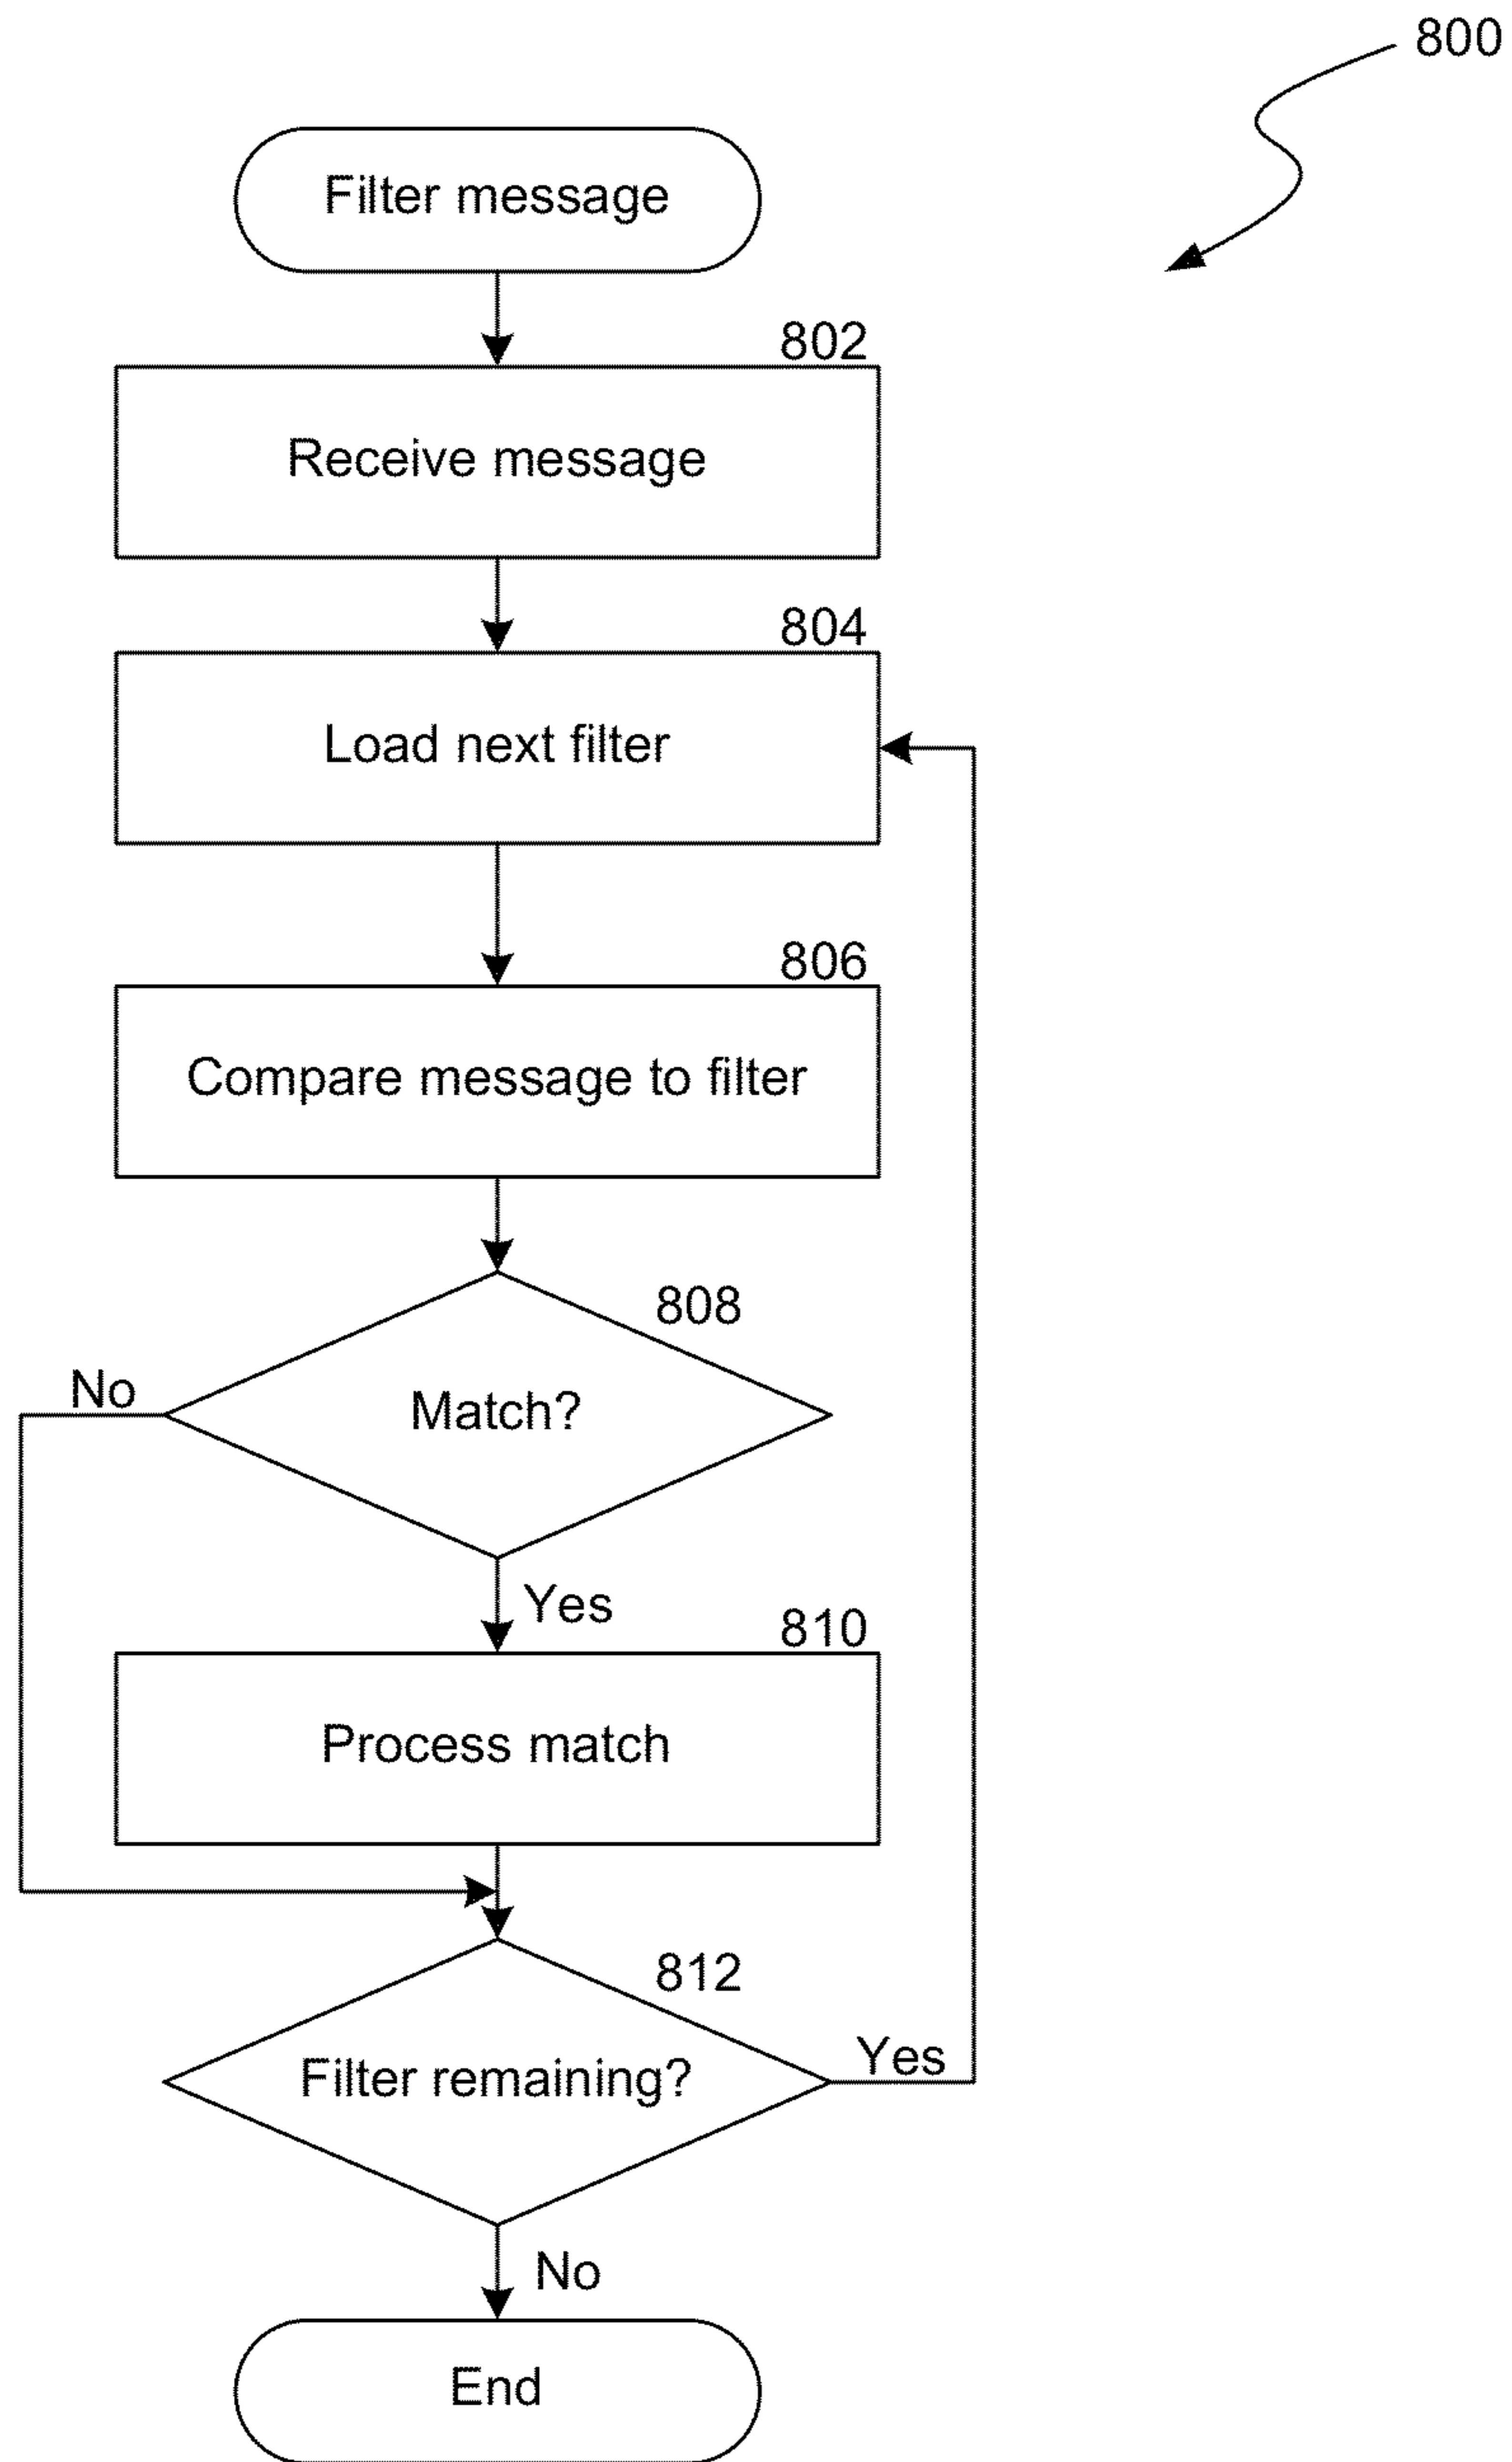 800
Filter message
802
Receive message
804
Load next filter
806
Compare message to filter
808
No
Match?
Yes
810
Process match
812
Filter remaining?
Yes
No
End